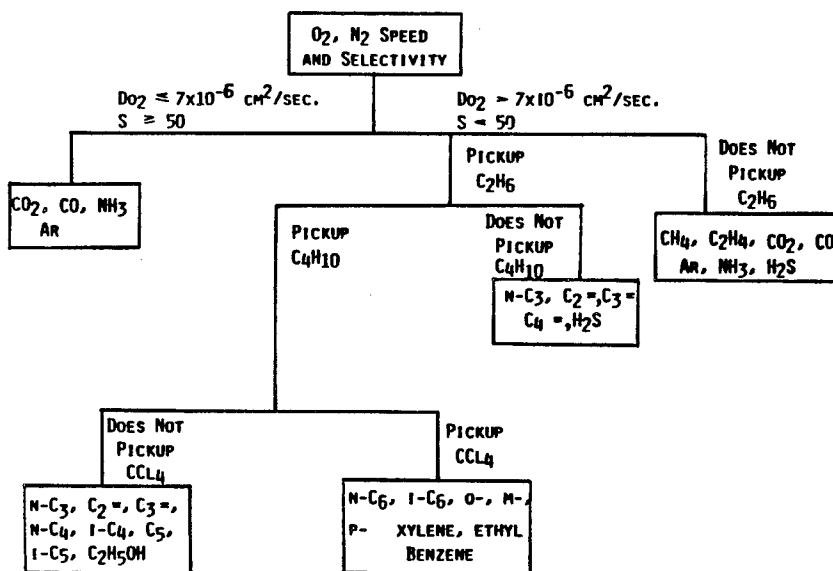 O2, N2 SPEED
AND SELECTIVITY
DO2 ≤ 7x10-6 CM2/SEC.
S ≥ 50
DO2 > 7x10-6 CM2/SEC.
S < 50
PICKUP
C2H6
DOES NOT
PICKUP
C2H6
CO2, CO, NH3
AR
PICKUP
C4H10
DOES NOT
PICKUP
C4H10
CH4, C2H4, CO2, CO
AR, NH3, H2S
N-C3, C2 =,C3 =
C4 =,H2S
DOES NOT
PICKUP
CCL4
PICKUP
CCL4
N-C3, C2 =, C3 =,
N-C4, I-C4, C5,
I-C5, C2H5OH
N-C6, I-C6, O-, M-,
P- XYLENE, ETHYL
BENZENE